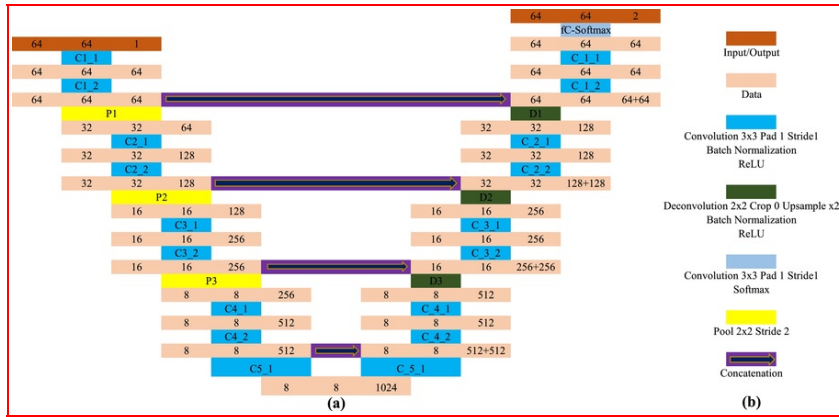 64 64 2
fC-Softmax
64 64 1
64 64 64
C1_1
C_1_1
64 64 64
64 64 64
C1_2
C_1_2
64 64 64
64 64 64+64
P1
D1
32 32 64
32 32 128
C2_1
C_2_1
32 32 128
32 32 128
C2_2
C_2_2
32 32 128
32 32 128+128
P2
D2
16 16 128
16 16 256
C3_1
C_3_1
16 16 256
16 16 256
C3_2
C_3_2
16 16 256
16 16 256+256
P3
D3
8 8 256
8 8 512
C4_1
C_4_1
8 8 512
8 8 512
C4_2
C_4_2
8 8 512
8 8 512+512
C5_1
C_5_1
8 8 1024
(a)
Input/Output
Data
Convolution 3x3 Pad 1 Stride1
Batch Normalization
ReLU
Deconvolution 2x2 Crop 0 Upsample x2
Batch Normalization
ReLU
Convolution 3x3 Pad 1 Stride1
Softmax
Pool 2x2 Stride 2
Concatenation
(b)